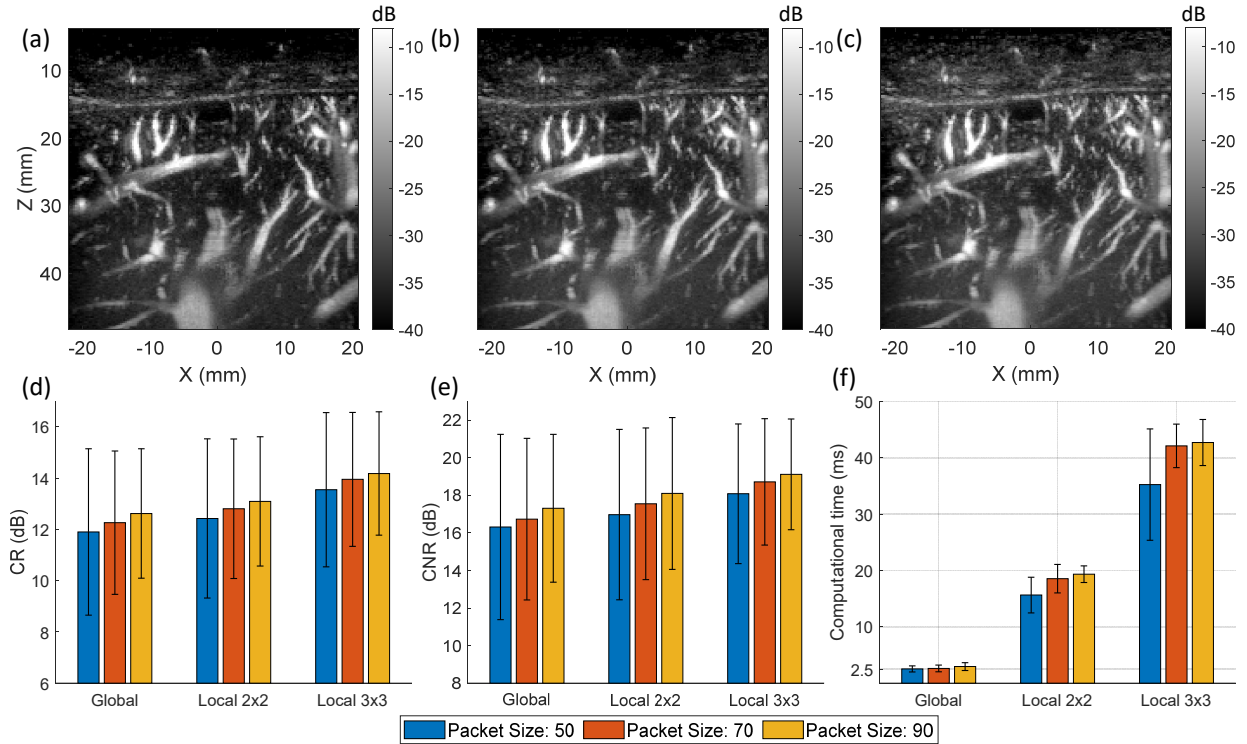 dB dB dB
(a) (b) (c)
10
20
30
40
Z (mm)
-10
-15
-20
-25
-30
-35
-40
-10
-15
-20
-25
-30
-35
-40
-10
-15
-20
-25
-30
-35
-40
-20 -10 0 10 20
X (mm)
-20 -10 0 10 20
X (mm)
-20 -10 0 10 20
X (mm)
(d)
16
14
12
10
8
6
CR (dB)
Global Local 2x2 Local 3x3
(e)
22
20
18
16
14
12
10
8
CNR (dB)
Global Local 2x2 Local 3x3
(f)
50
40
30
20
10
2.5
Computational time (ms)
Global Local 2x2 Local 3x3
Packet Size: 50 Packet Size: 70 Packet Size: 90